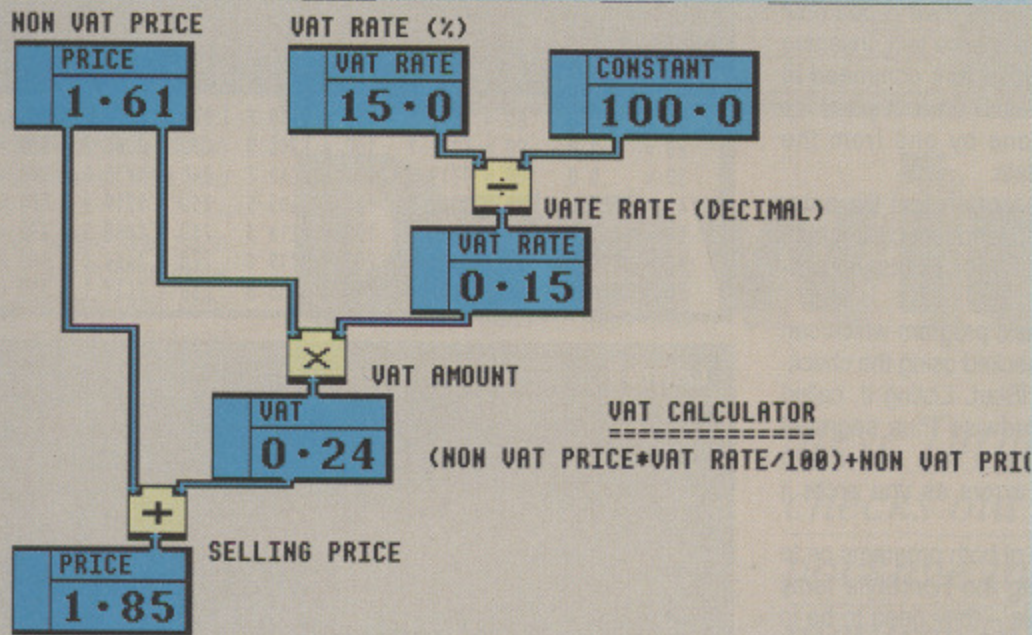 NON VAT PRICE
VAT RATE (%)
PRICE
1·61
VAT RATE
15·0
CONSTANT
100·0
÷
VATE RATE (DECIMAL)
VAT RATE
0·15
×
VAT AMOUNT
VAT
0·24
VAT CALCULATOR
==============
(NON VAT PRICE*VAT RATE/100)+NON VAT PRI
+
SELLING PRICE
PRICE
1·85